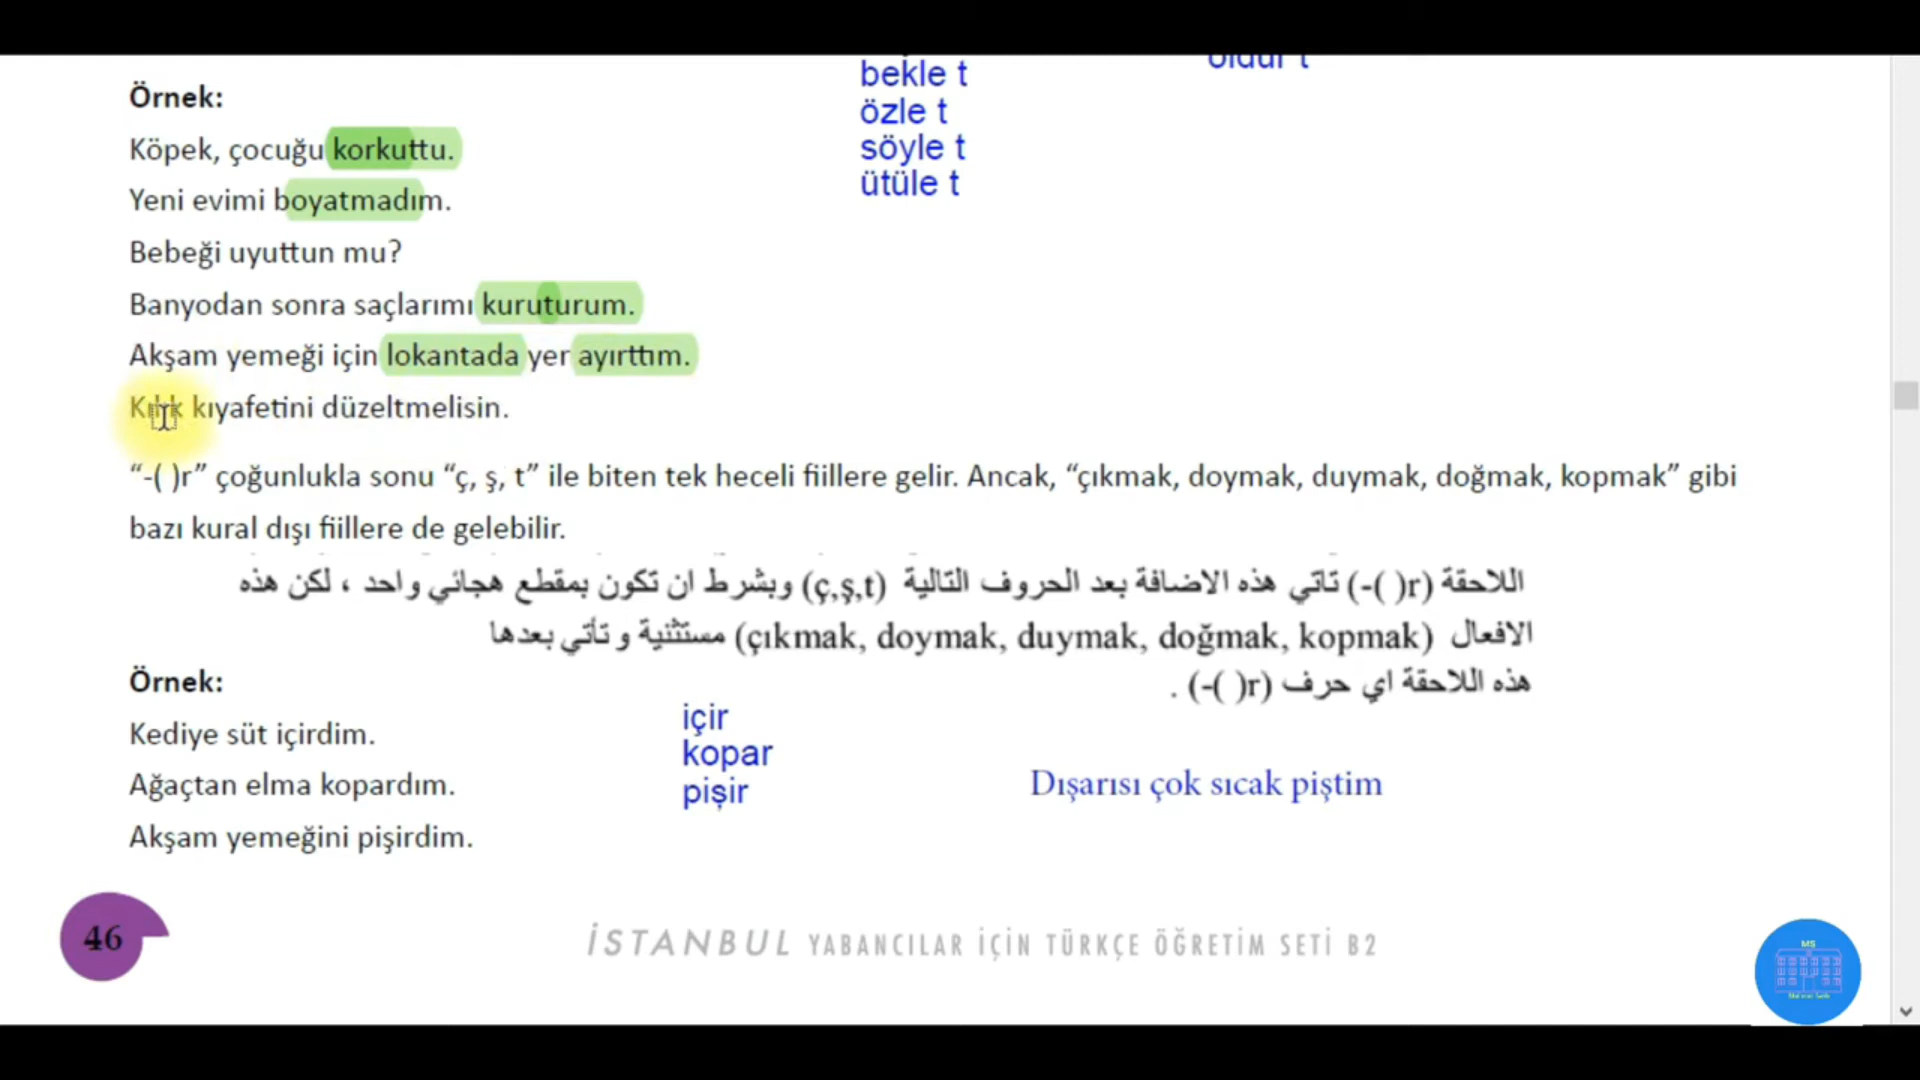 öldür t
bekle t
özle t
söyle t
ütüle t
Örnek:
Köpek, çocuğu korkuttu.
Yeni evimi boyatmadım.
Bebeği uyuttun mu?
Banyodan sonra saçlarımı kuruturum.
Akşam yemeği için lokantada yer ayırttım.
Kılık kıyafetini düzeltmelisin.
“-( )r” çoğunlukla sonu “ç, ş, t” ile biten tek heceli fiillere gelir. Ancak, “çıkmak, doymak, duymak, doğmak, kopmak” gibi
bazı kural dışı fiillere de gelebilir.
اللاحقة (-( )r) تاتي هذه الاضافة بعد الحروف التالية (ç,ş,t) وبشرط ان تكون بمقطع هجائي واحد ، لكن هذه
الافعال (çıkmak, doymak, duymak, doğmak, kopmak) مستثنية و تأتي بعدها
هذه اللاحقة اي حرف (-( )r) .
Örnek:
Kediye süt içirdim.
Ağaçtan elma kopardım.
Akşam yemeğini pişirdim.
içir
kopar
pişir
Dışarısı çok sıcak piştim
46
İSTANBUL YABANCILAR İÇİN TÜRKÇE ÖĞRETİM SETİ B2
MS